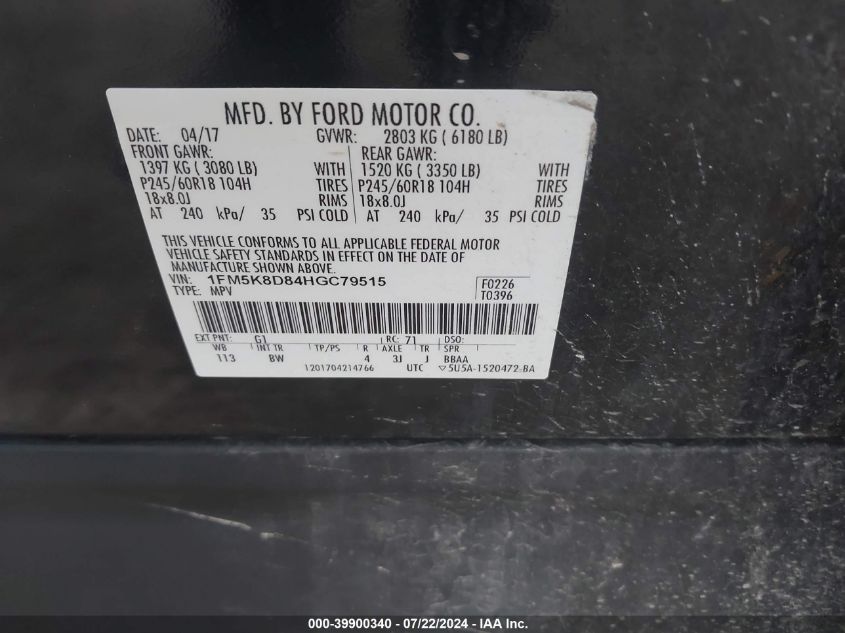 MFD. BY FORD MOTOR CO.
DATE: 04/17 GVWR: 2803 KG ( 6180 LB)
FRONT GAWR: REAR GAWR:
1397 KG ( 3080 LB) WITH 1520 KG ( 3350 LB) WITH
P245/60R18 104H TIRES P245/60R18 104H TIRES
18x8.0J RIMS 18x8.0J RIMS
AT 240 kPa/ 35 PSI COLD AT 240 kPa/ 35 PSI COLD
THIS VEHICLE CONFORMS TO ALL APPLICABLE FEDERAL MOTOR
VEHICLE SAFETY STANDARDS IN EFFECT ON THE DATE OF
MANUFACTURE SHOWN ABOVE.
VIN: 1FM5K8D84HGC79515 F0226
TYPE: MPV T0396
EXT PNT: G1 RC: 71 DSO:
WB INT TR TP/PS R AXLE TR SPR
113 BW 4 3J J BBAA
1201704214766 UTC ▽5U5A-1520472-BA
000-39900340 - 07/22/2024 - IAA Inc.